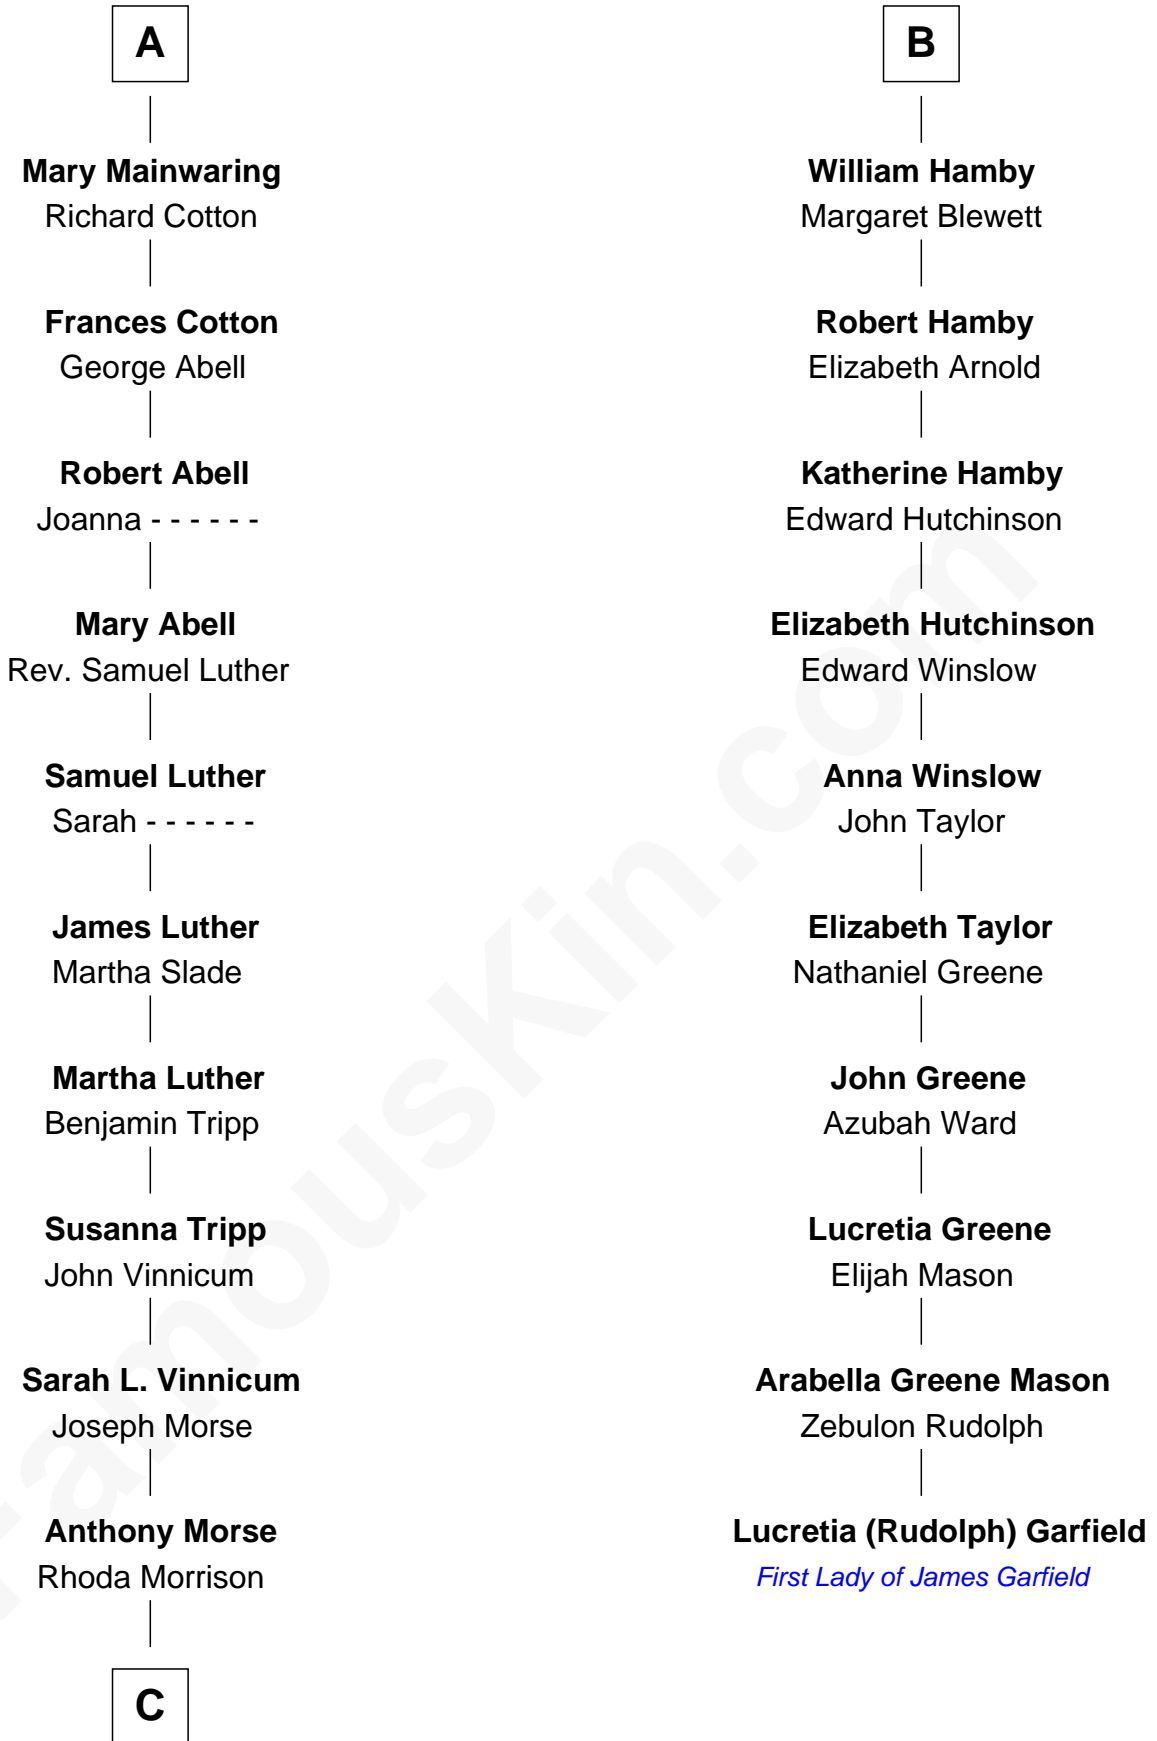 A
Mary Mainwaring
Richard Cotton
Frances Cotton
George Abell
Robert Abell
Joanna - - - - - -
Mary Abell
Rev. Samuel Luther
Samuel Luther
Sarah - - - - - -
James Luther
Martha Slade
Martha Luther
Benjamin Tripp
Susanna Tripp
John Vinnicum
Sarah L. Vinnicum
Joseph Morse
Anthony Morse
Rhoda Morrison
C
B
William Hamby
Margaret Blewett
Robert Hamby
Elizabeth Arnold
Katherine Hamby
Edward Hutchinson
Elizabeth Hutchinson
Edward Winslow
Anna Winslow
John Taylor
Elizabeth Taylor
Nathaniel Greene
John Greene
Azubah Ward
Lucretia Greene
Elijah Mason
Arabella Greene Mason
Zebulon Rudolph
Lucretia (Rudolph) Garfield
First Lady of James Garfield
FamousKin.com